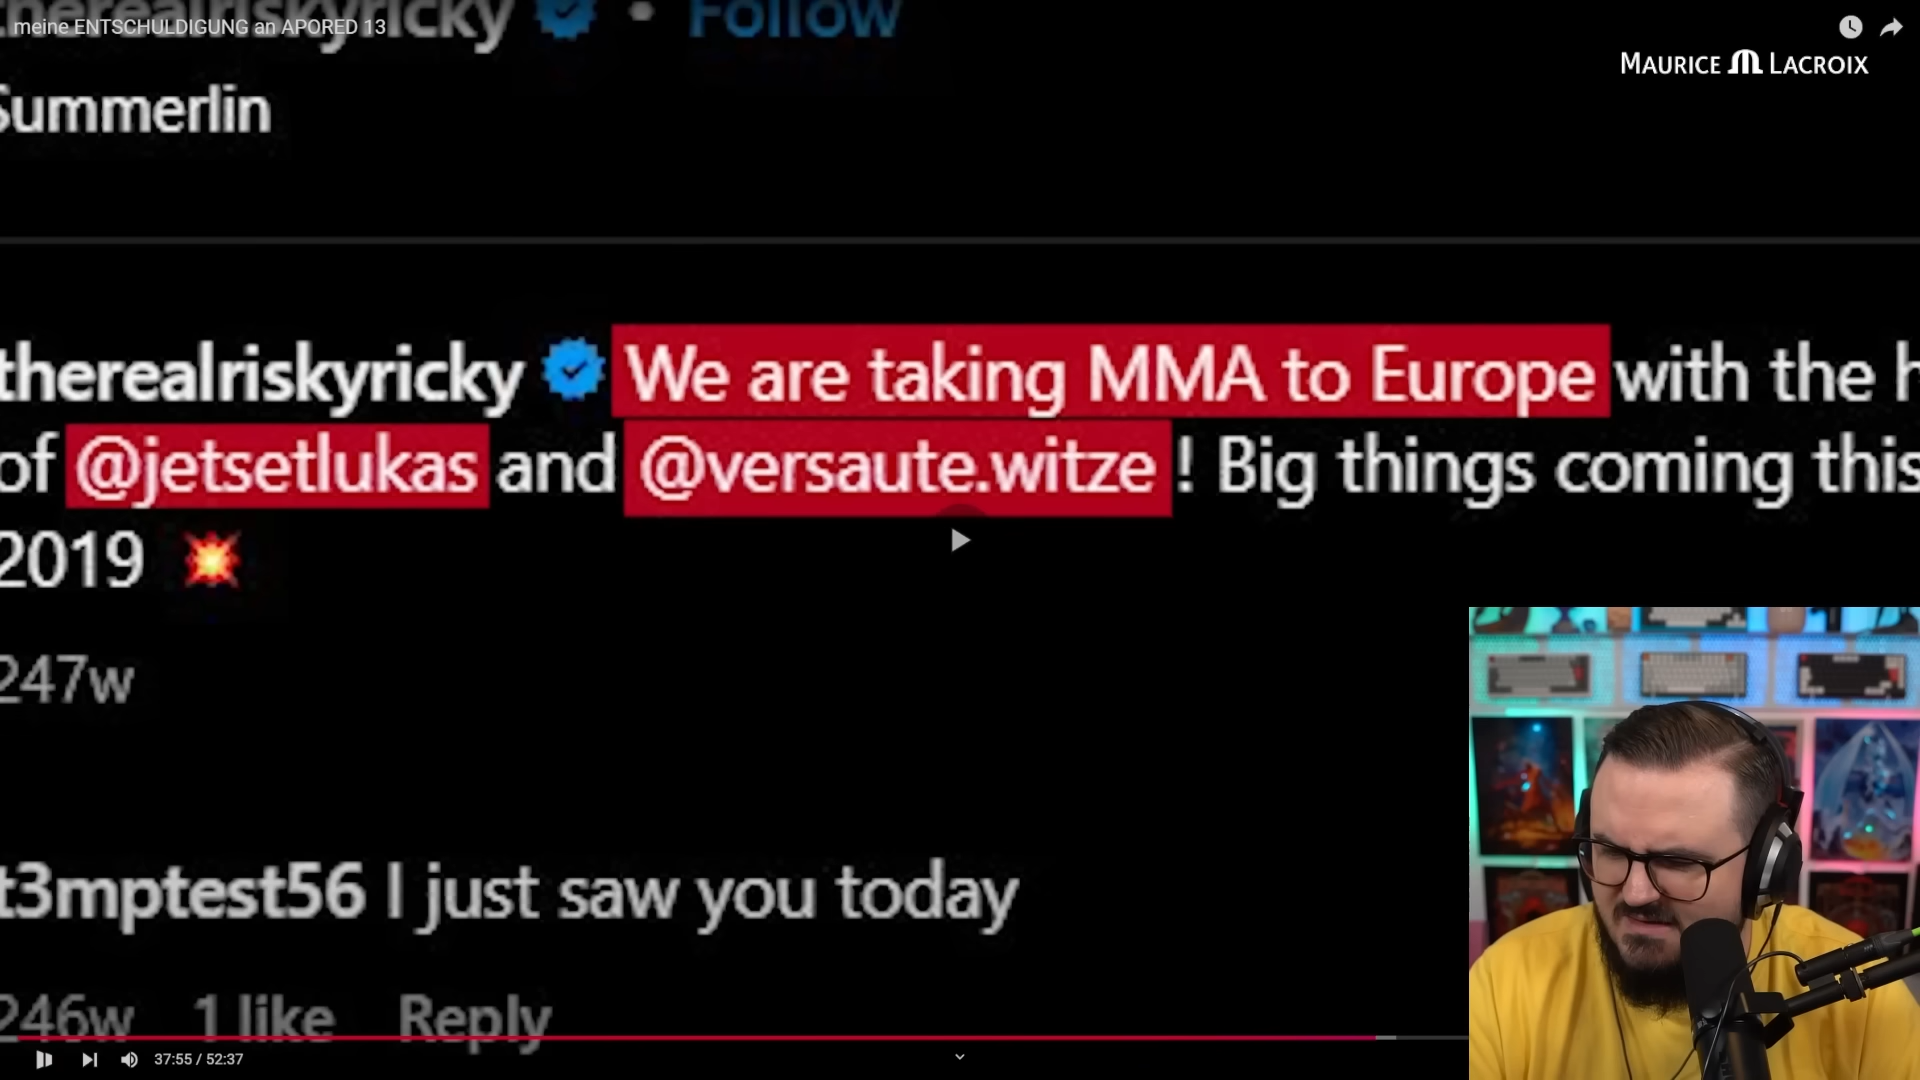 therealriskyricky • Follow
meine ENTSCHULDIGUNG an APORED 13
MAURICE LACROIX
Summerlin
therealriskyricky We are taking MMA to Europe with the
of @jetsetlukas and @versaute.witze ! Big things coming this
2019 💥
247w
t3mptest56 I just saw you today
246w 1 like Reply
37:55 / 52:37